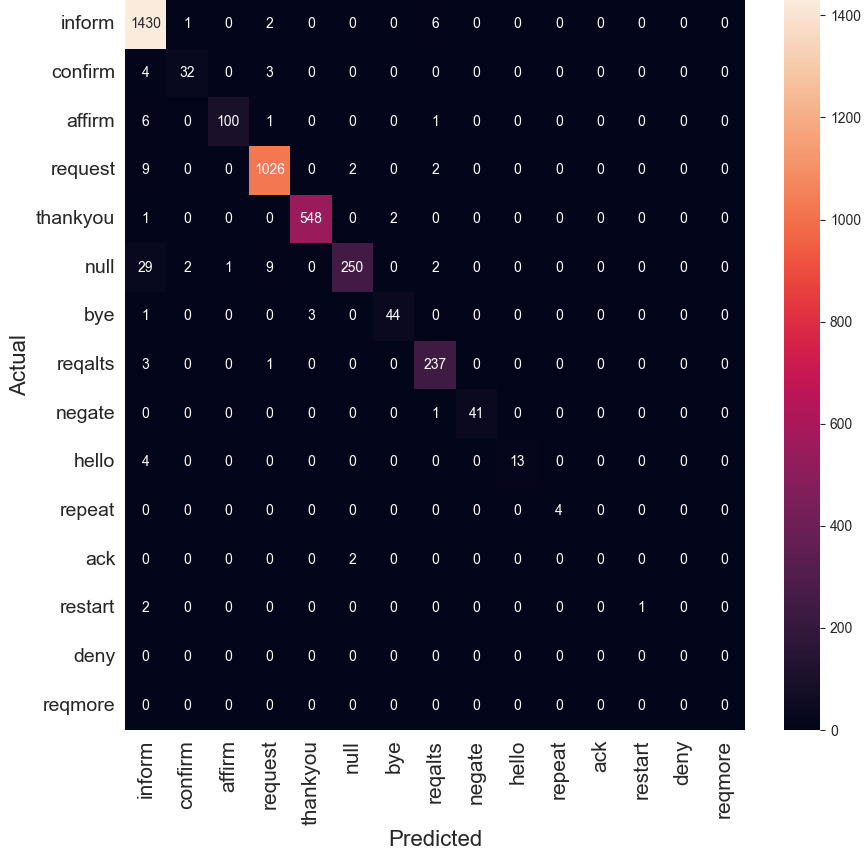 inform 1430 1 0 2 0 0 0 6 0 0 0 0 0 0 0
confirm 4 32 0 3 0 0 0 0 0 0 0 0 0 0 0
affirm 6 0 100 1 0 0 0 1 0 0 0 0 0 0 0
request 9 0 0 1026 0 2 0 2 0 0 0 0 0 0 0
thankyou 1 0 0 0 548 0 2 0 0 0 0 0 0 0 0
null 29 2 1 9 0 250 0 2 0 0 0 0 0 0 0
bye 1 0 0 0 3 0 44 0 0 0 0 0 0 0 0
reqalts 3 0 0 1 0 0 0 237 0 0 0 0 0 0 0
negate 0 0 0 0 0 0 0 1 41 0 0 0 0 0 0
hello 4 0 0 0 0 0 0 0 0 13 0 0 0 0 0
repeat 0 0 0 0 0 0 0 0 0 0 4 0 0 0 0
ack 0 0 0 0 0 2 0 0 0 0 0 0 0 0 0
restart 2 0 0 0 0 0 0 0 0 0 0 0 1 0 0
deny 0 0 0 0 0 0 0 0 0 0 0 0 0 0 0
reqmore 0 0 0 0 0 0 0 0 0 0 0 0 0 0 0
inform confirm affirm request thankyou null bye reqalts negate hello repeat ack restart deny reqmore
Actual
Predicted
1400
1200
1000
800
600
400
200
0